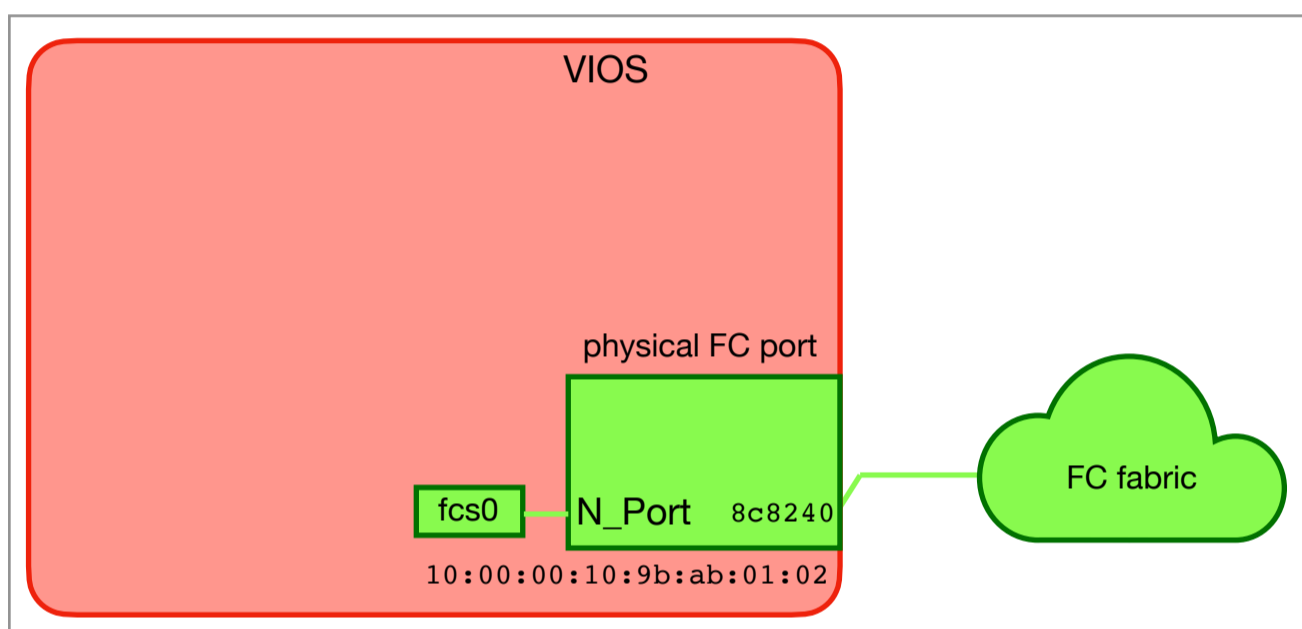 VIOS
physical FC port
FC fabric
fcs0
N_Port 8c8240
10:00:00:10:9b:ab:01:02